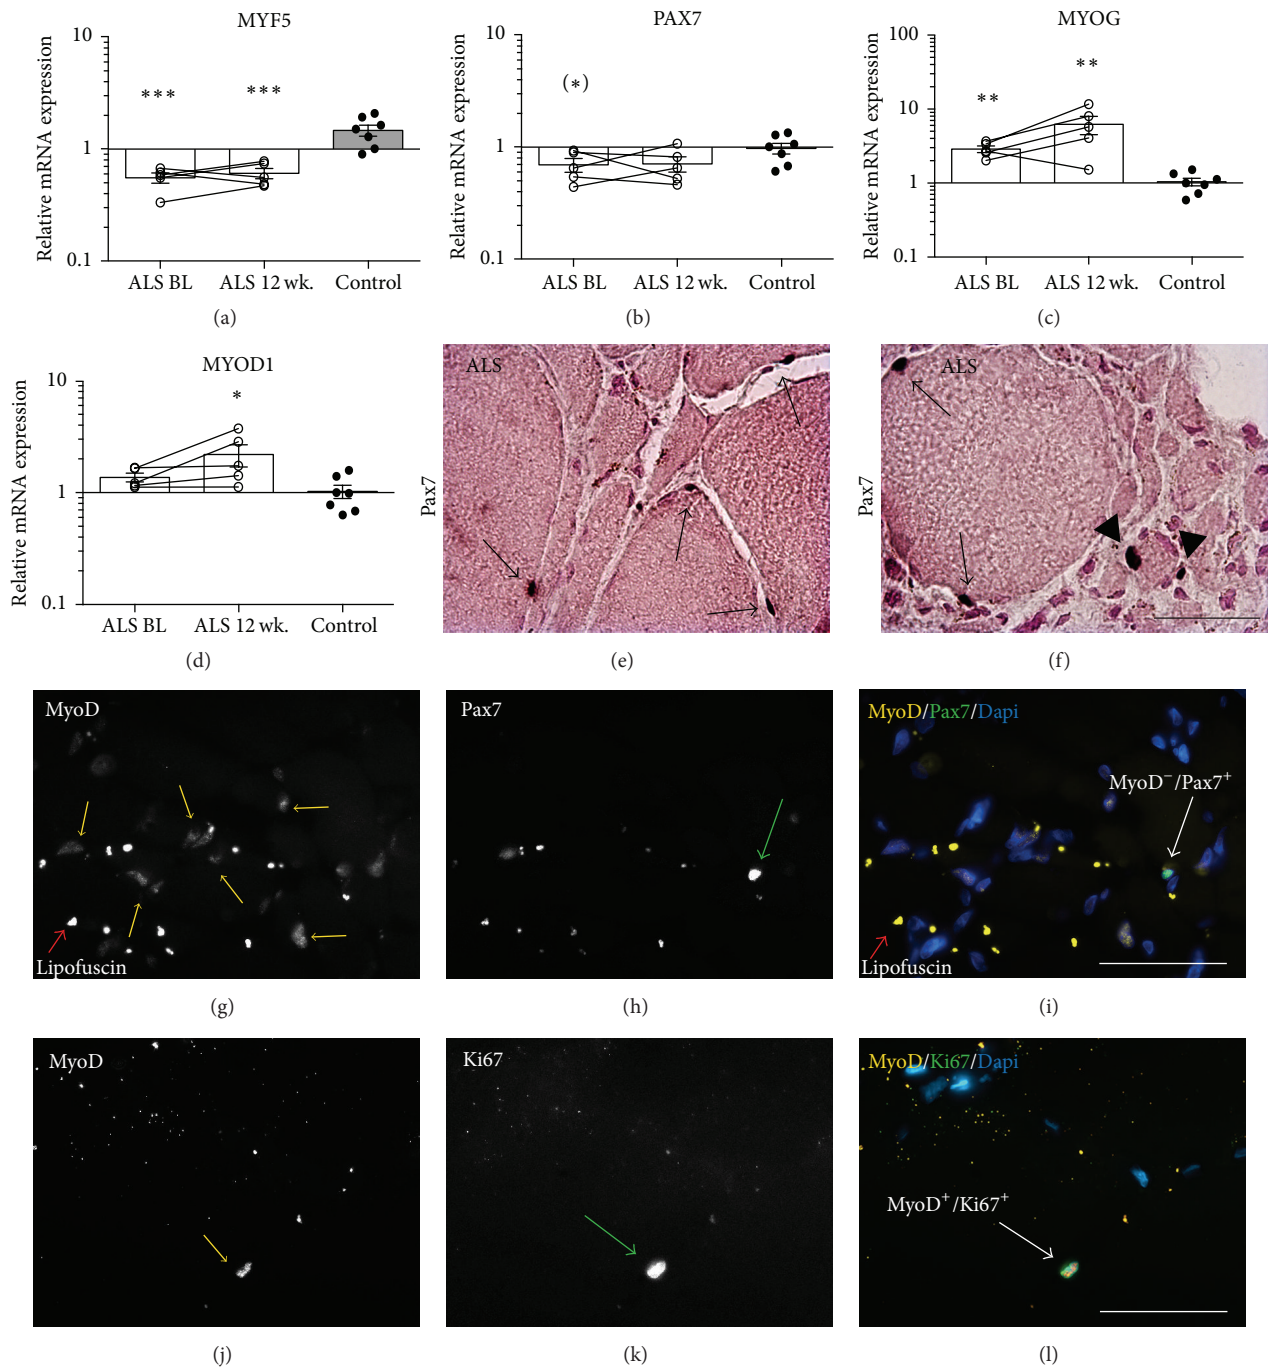 MYF5
Relative mRNA expression
10
1
0.1
***
***
ALS BL
ALS 12 wk.
Control
(a)
PAX7
Relative mRNA expression
10
1
0.1
(*)
ALS BL
ALS 12 wk.
Control
(b)
MYOG
Relative mRNA expression
100
10
1
0.1
**
**
ALS BL
ALS 12 wk.
Control
(c)
MYOD1
Relative mRNA expression
10
1
0.1
*
ALS BL
ALS 12 wk.
Control
(d)
Pax7
ALS
(e)
Pax7
ALS
(f)
MyoD
Lipofuscin
(g)
Pax7
(h)
MyoD/Pax7/Dapi
MyoD⁻/Pax7⁺
Lipofuscin
(i)
MyoD
(j)
Ki67
(k)
MyoD/Ki67/Dapi
MyoD⁺/Ki67⁺
(l)